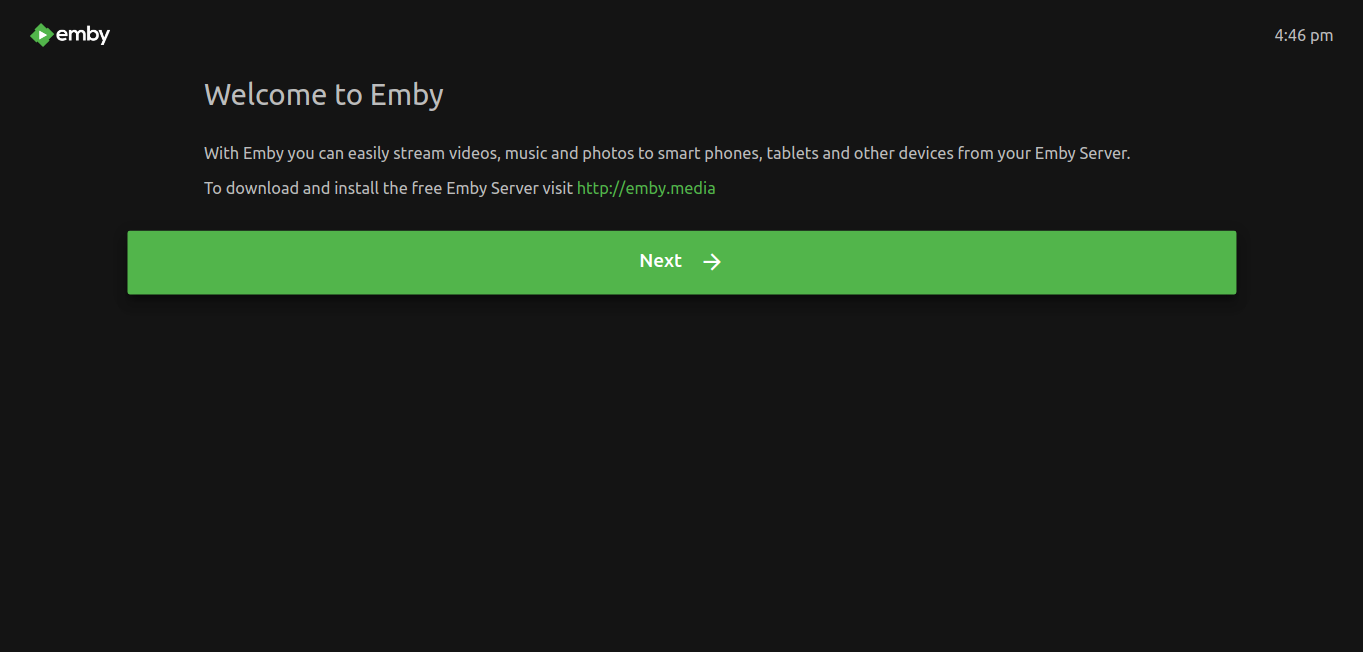 emby
4:46 pm
Welcome to Emby
With Emby you can easily stream videos, music and photos to smart phones, tablets and other devices from your Emby Server.
To download and install the free Emby Server visit http://emby.media
Next